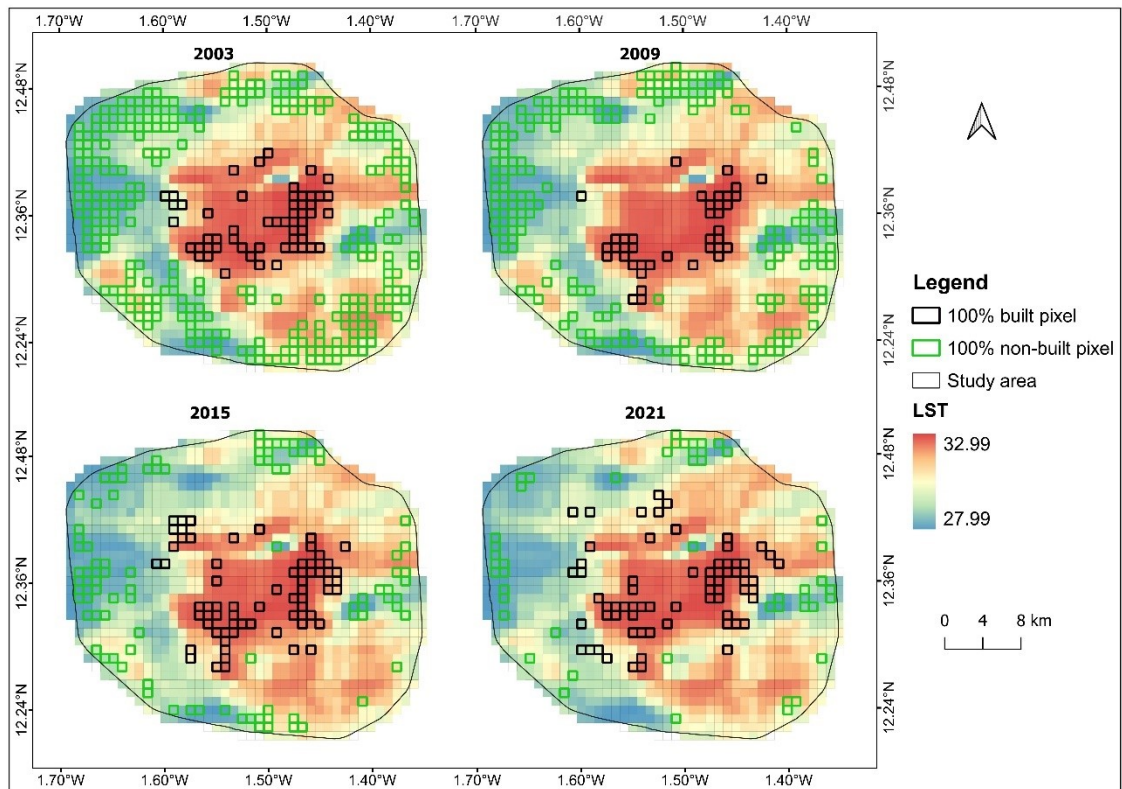 1.70°W 1.60°W 1.50°W 1.40°W 1.70°W 1.60°W 1.50°W 1.40°W
2003 2009
12.48°N 12.48°N
12.36°N 12.36°N
12.24°N 12.24°N
Legend
100% built pixel
100% non-built pixel
Study area
LST
32.99
27.99
2015 2021
12.48°N 12.48°N
12.36°N 12.36°N
12.24°N 12.24°N
0 4 8 km
1.70°W 1.60°W 1.50°W 1.40°W 1.70°W 1.60°W 1.50°W 1.40°W